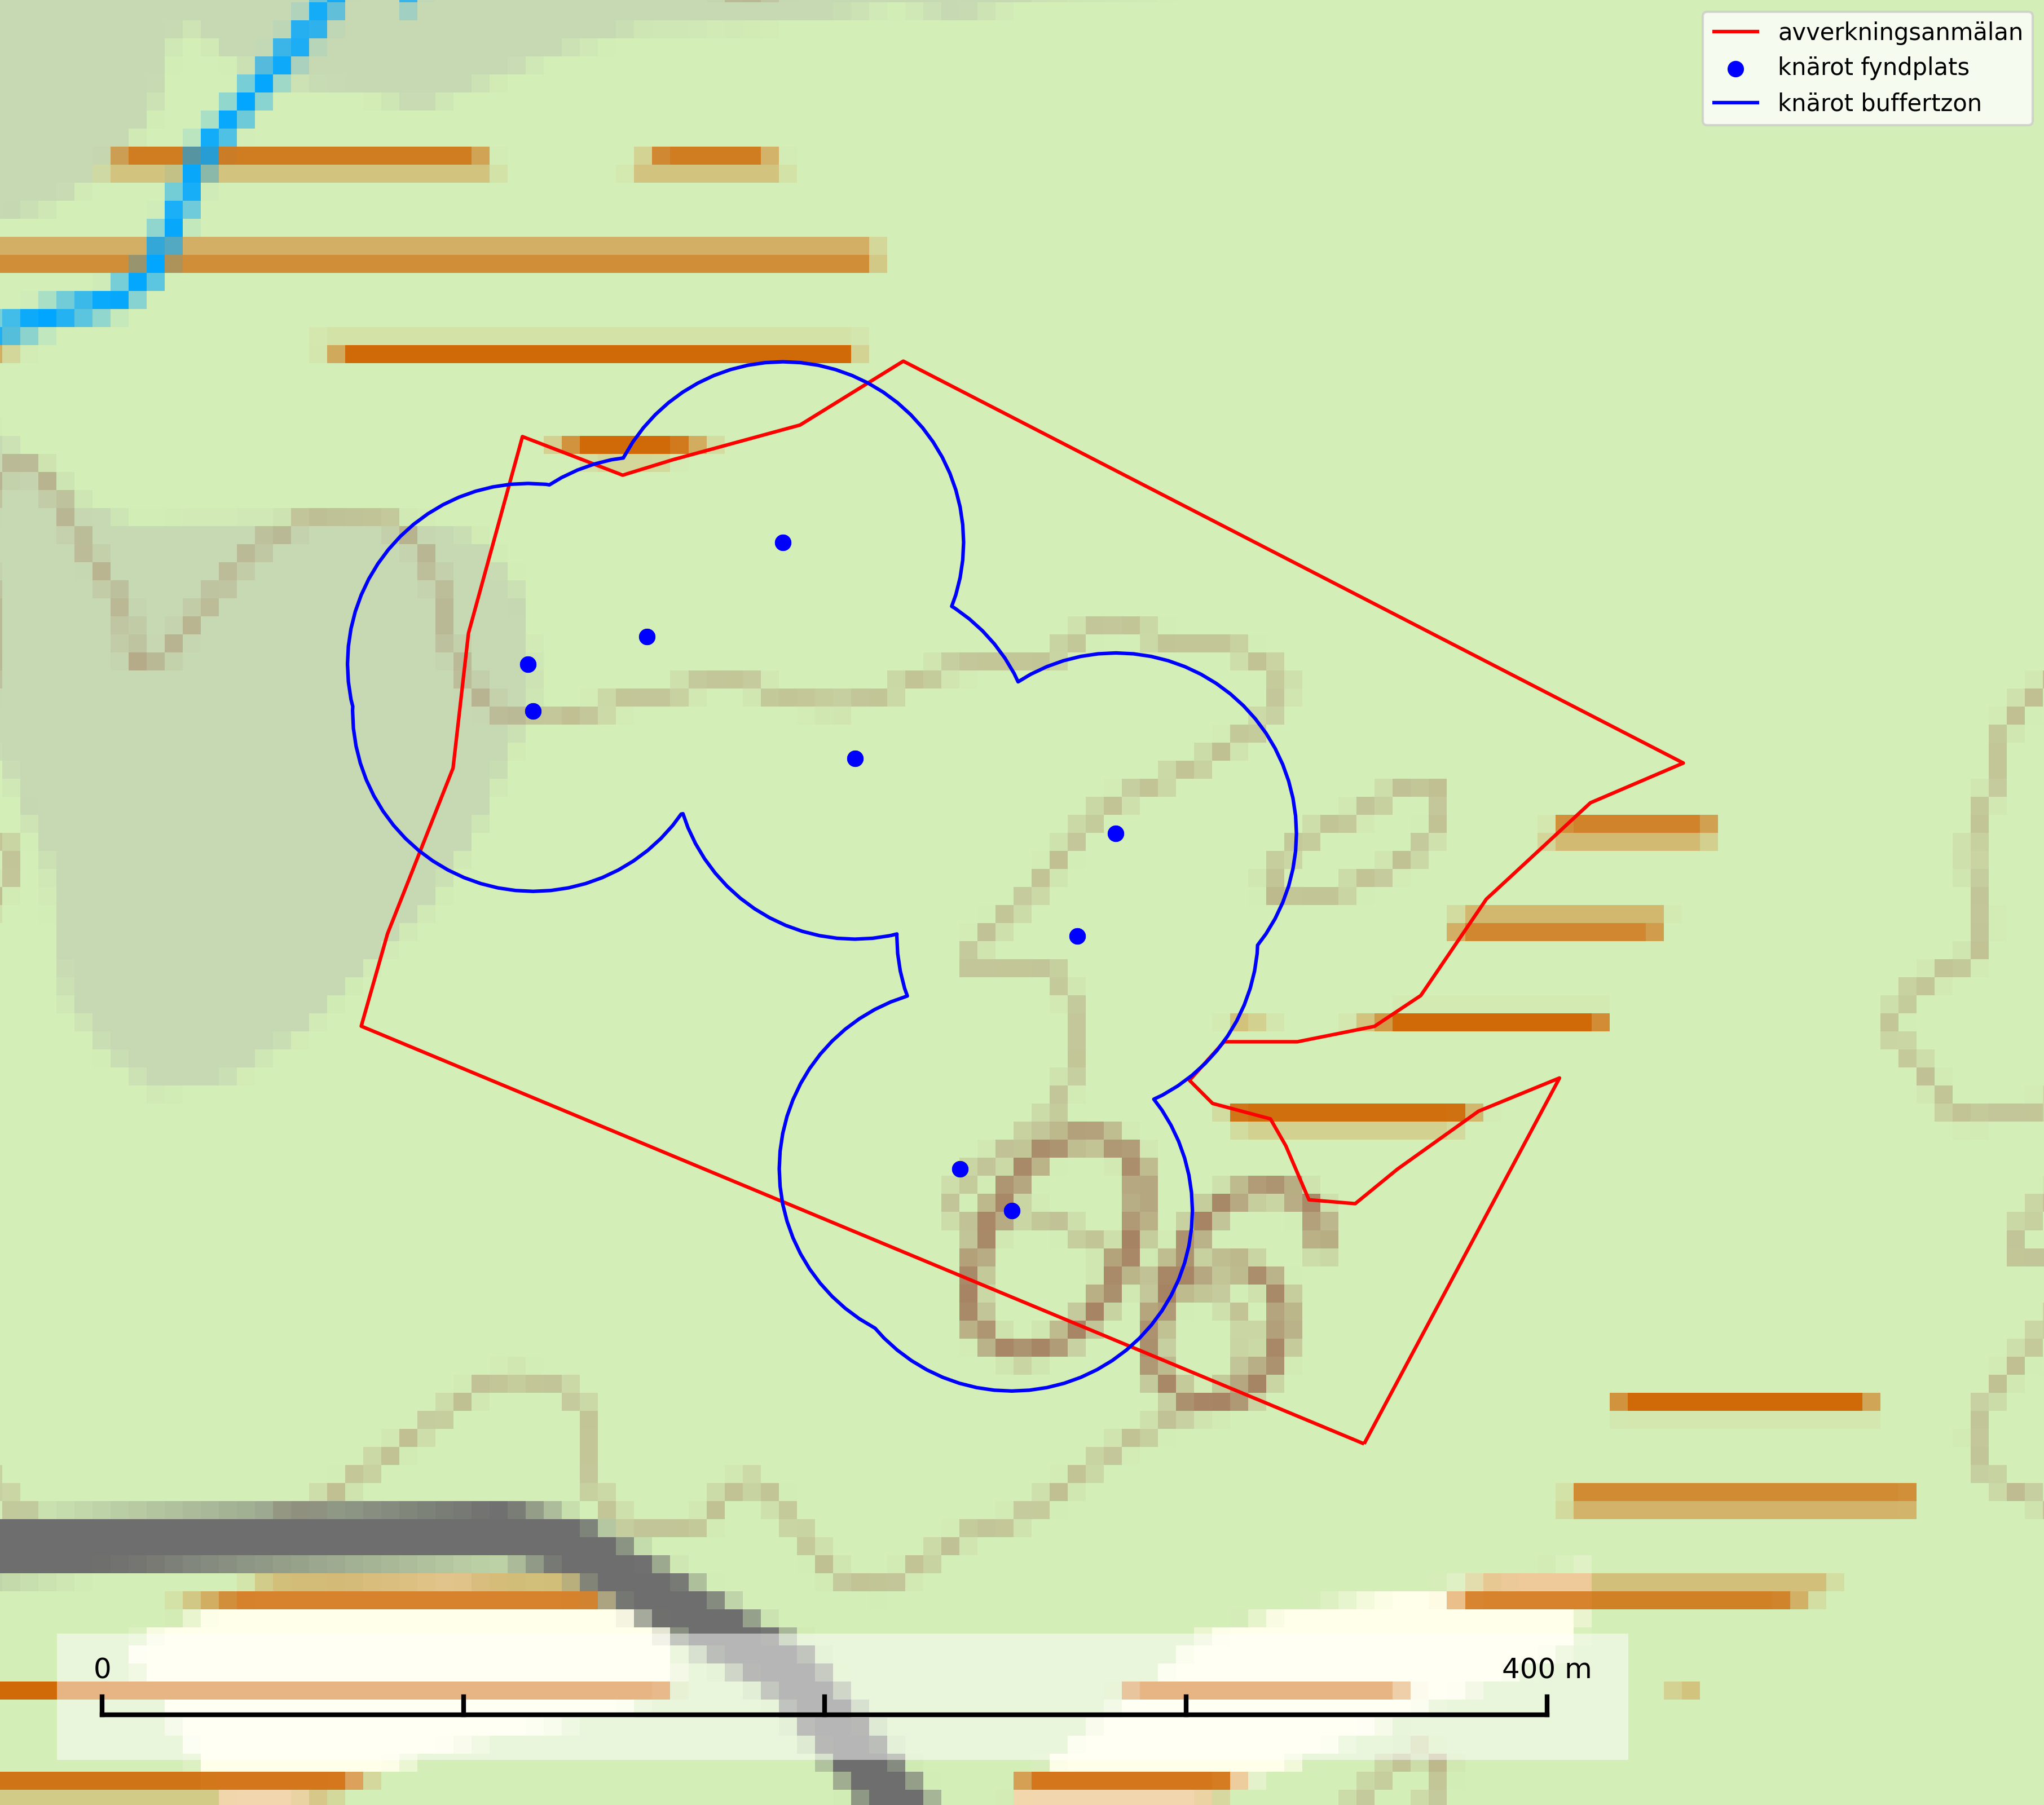 avverkningsanmälan
knärot fyndplats
knärot buffertzon
0 400 m